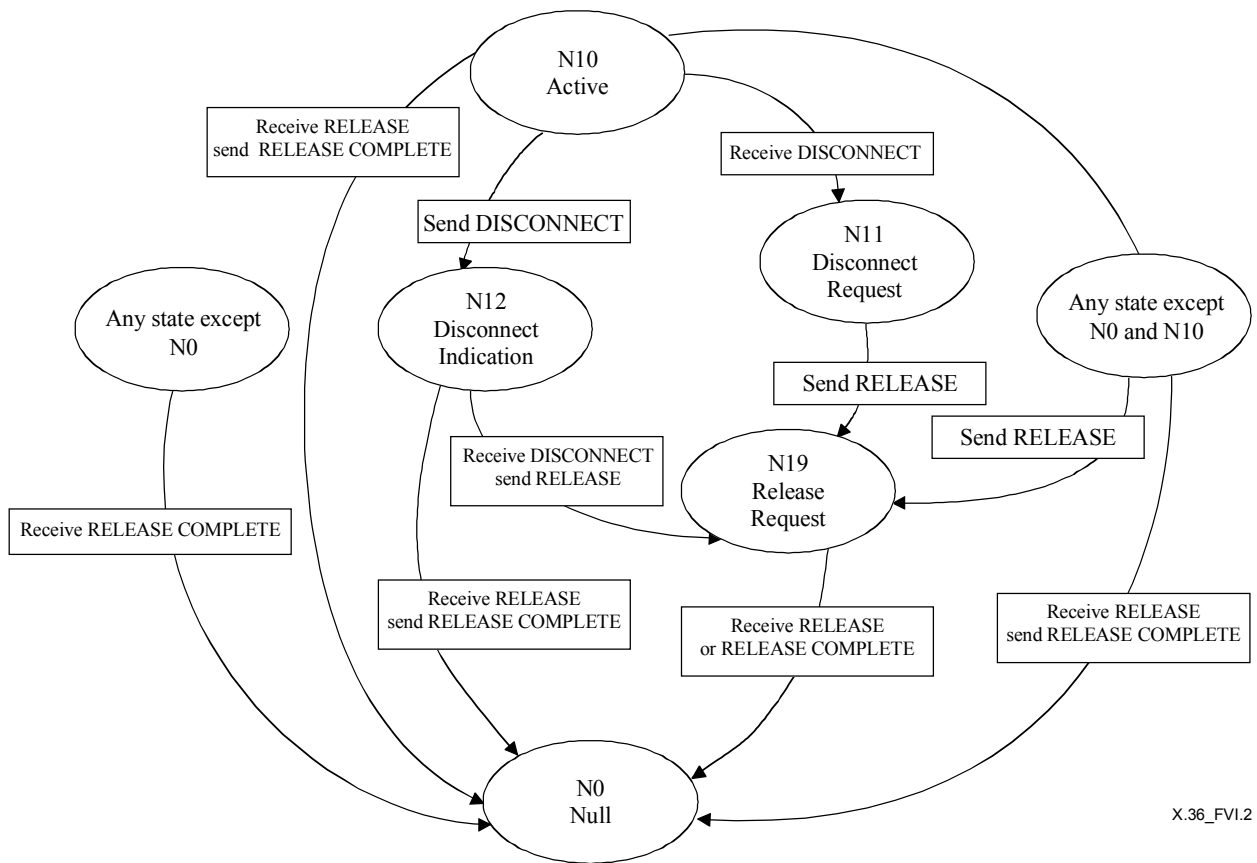 N10
Active
Receive RELEASE
send RELEASE COMPLETE
Receive DISCONNECT
Send DISCONNECT
N11
Disconnect
Request
Any state except
N0
N12
Disconnect
Indication
Any state except
N0 and N10
Send RELEASE
Send RELEASE
Receive DISCONNECT
send RELEASE
N19
Release
Request
Receive RELEASE COMPLETE
Receive RELEASE
send RELEASE COMPLETE
Receive RELEASE
or RELEASE COMPLETE
Receive RELEASE
send RELEASE COMPLETE
N0
Null
X.36_FVI.2